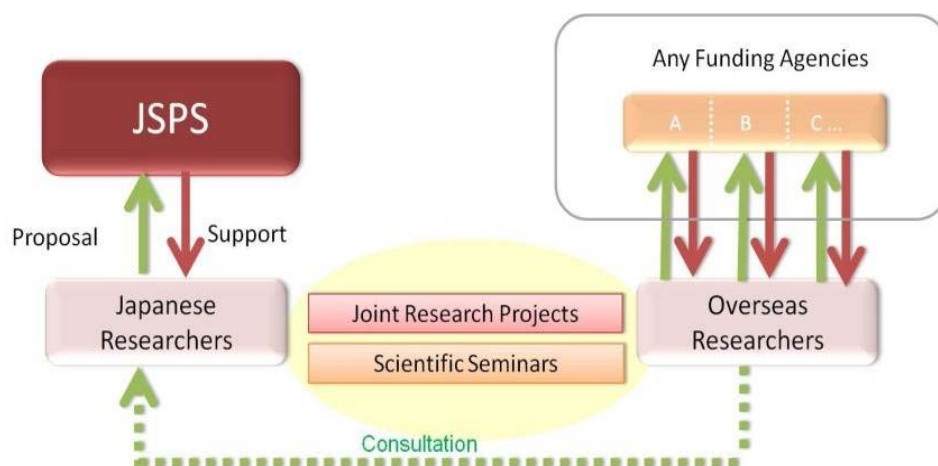 Any Funding Agencies
JSPS
A B C ...
Proposal
Support
Japanese
Researchers
Joint Research Projects
Scientific Seminars
Overseas
Researchers
Consultation